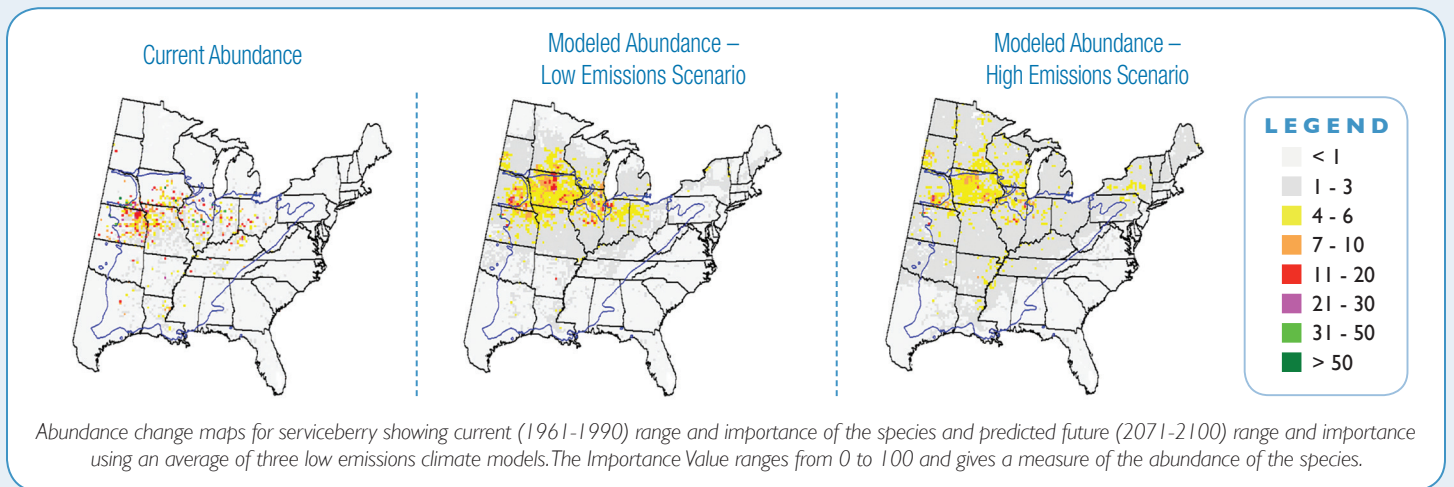 Current Abundance
Modeled Abundance –
Low Emissions Scenario
Modeled Abundance –
High Emissions Scenario
LEGEND
< 1
1 - 3
4 - 6
7 - 10
11 - 20
21 - 30
31 - 50
> 50
Abundance change maps for serviceberry showing current (1961-1990) range and importance of the species and predicted future (2071-2100) range and importance
using an average of three low emissions climate models.The Importance Value ranges from 0 to 100 and gives a measure of the abundance of the species.